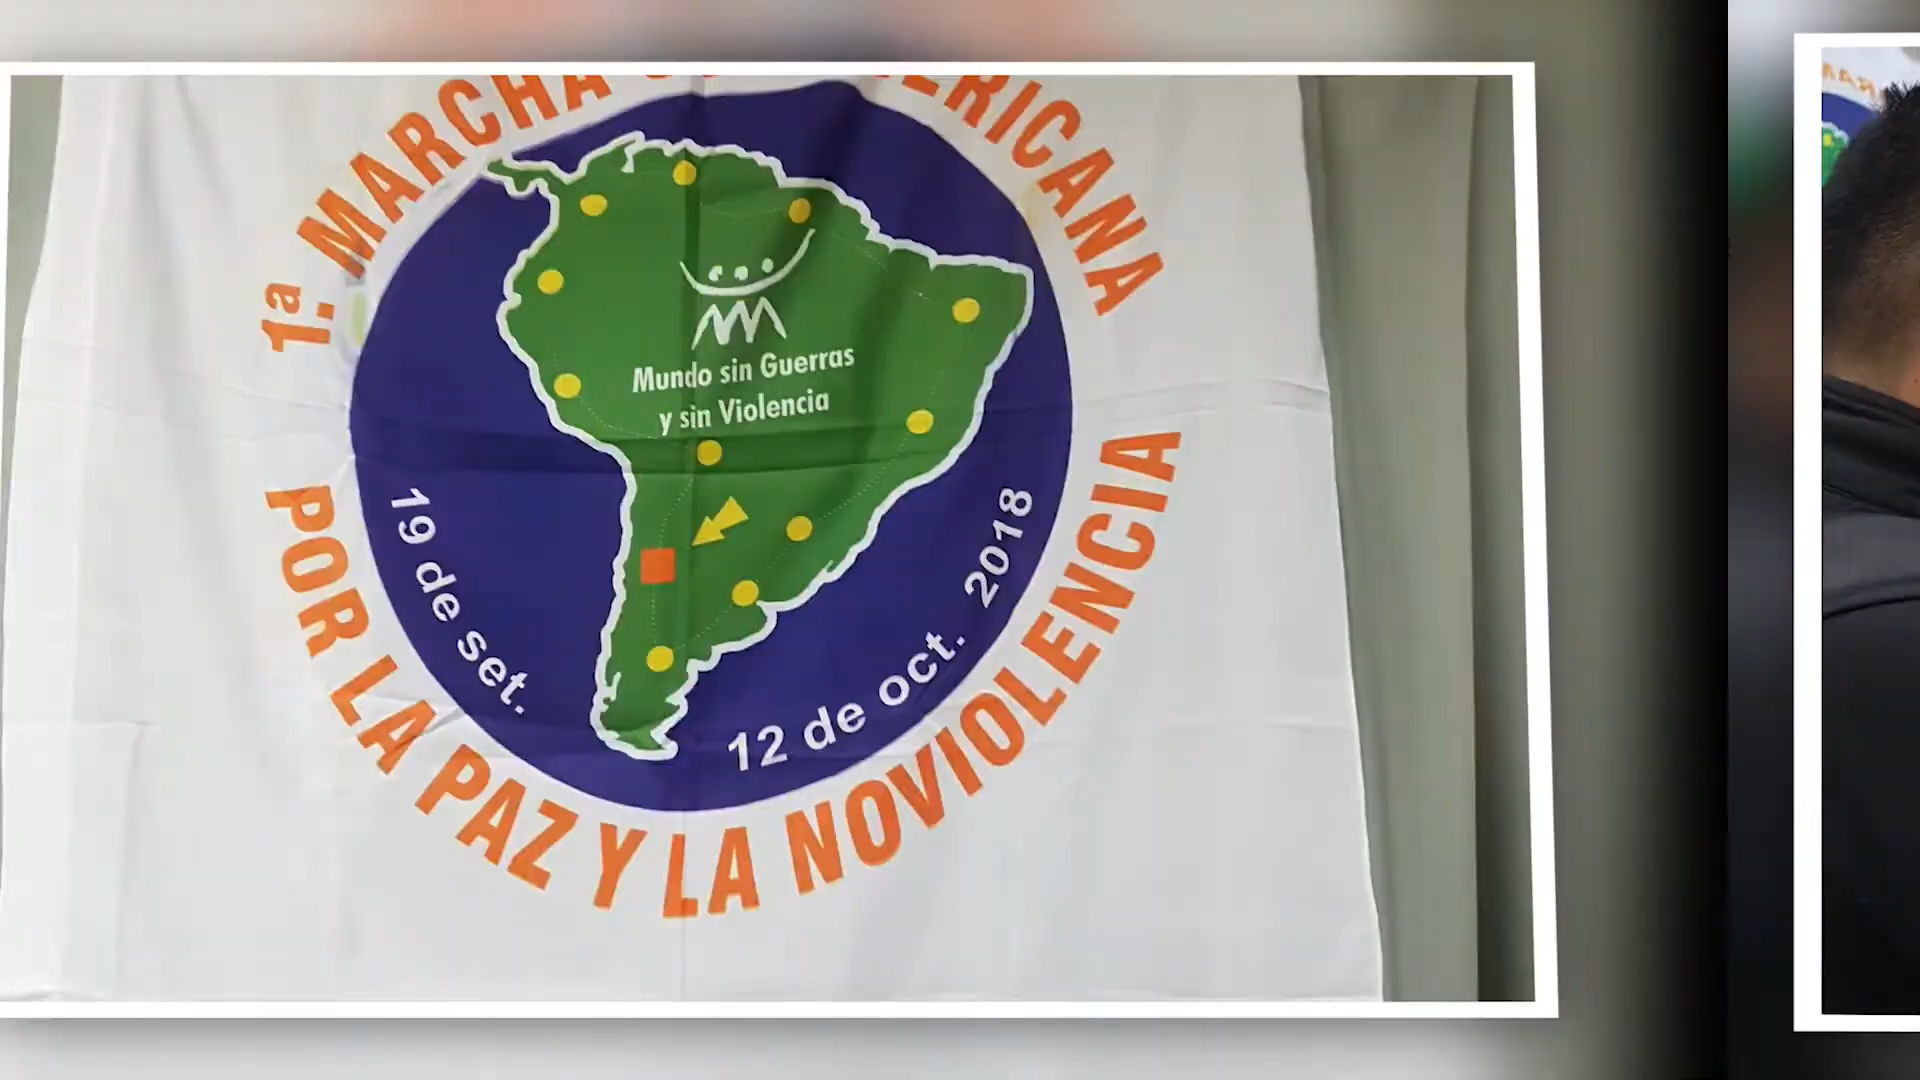 1ª. MARCHA
POR LA PAZ Y LA NOVIOLENCIA
Mundo sin Guerras
y sin Violencia
19 de set.
12 de oct. 2018